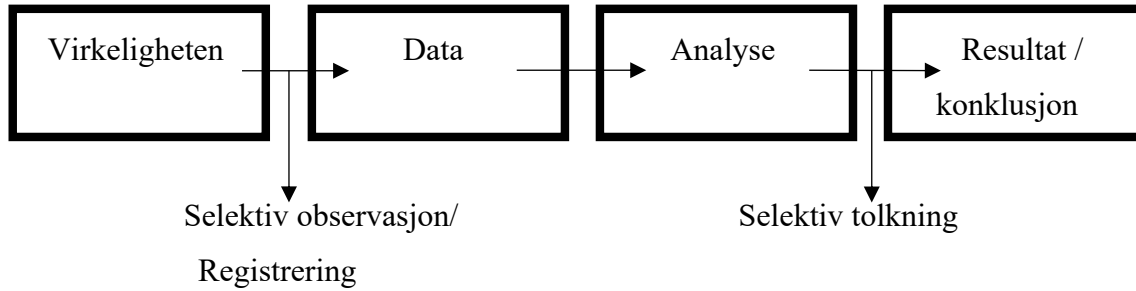 Virkeligheten
Data
Analyse
Resultat /
konklusjon
Selektiv observasjon/
Registrering
Selektiv tolkning